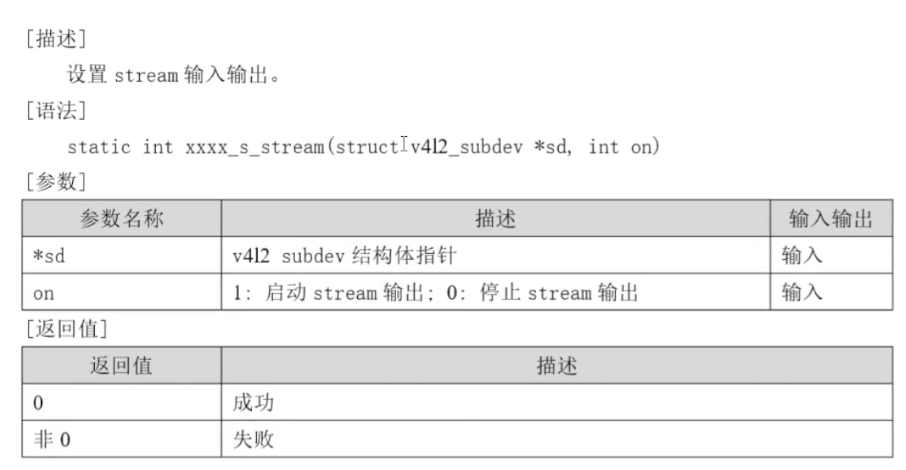 [描述]
设置 stream 输入输出。
[语法]
static int xxxx_s_stream(struct v4l2_subdev *sd, int on)
[参数]
参数名称 描述 输入输出
*sd v4l2 subdev 结构体指针 输入
on 1: 启动 stream 输出; 0: 停止 stream 输出 输入
[返回值]
返回值 描述
0 成功
非 0 失败